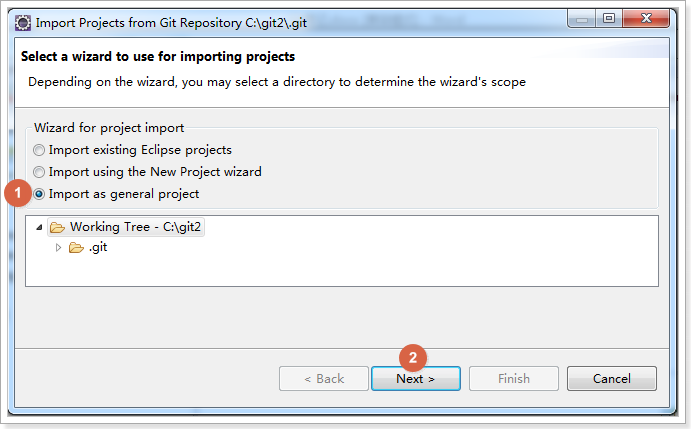 Import Projects from Git Repository C:\git2\.git
Select a wizard to use for importing projects
Depending on the wizard, you may select a directory to determine the wizard's scope
Wizard for project import
Import existing Eclipse projects
Import using the New Project wizard
1 Import as general project
Working Tree - C:\git2
.git
2
< Back Next > Finish Cancel